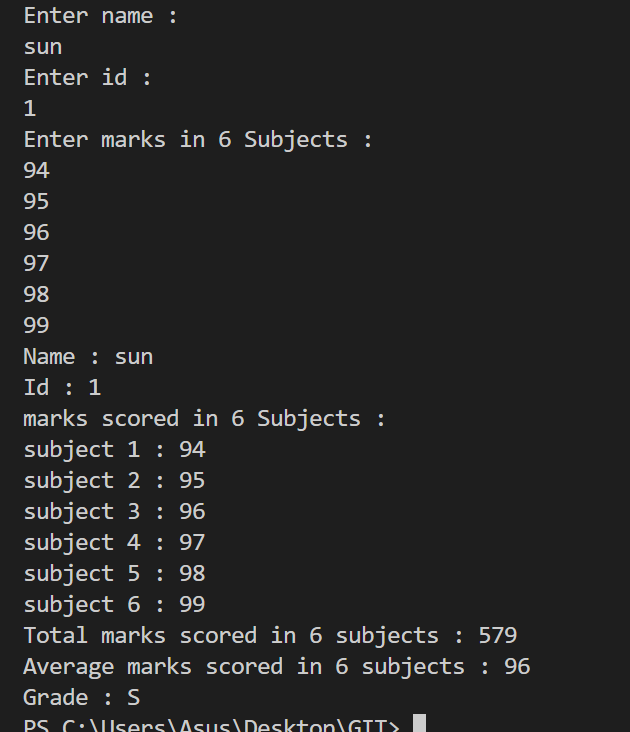 Enter name :
sun
Enter id :
1
Enter marks in 6 Subjects :
94
95
96
97
98
99
Name : sun
Id : 1
marks scored in 6 Subjects :
subject 1 : 94
subject 2 : 95
subject 3 : 96
subject 4 : 97
subject 5 : 98
subject 6 : 99
Total marks scored in 6 subjects : 579
Average marks scored in 6 subjects : 96
Grade : S
PS C:\Users\Asus\Desktop\GIT>